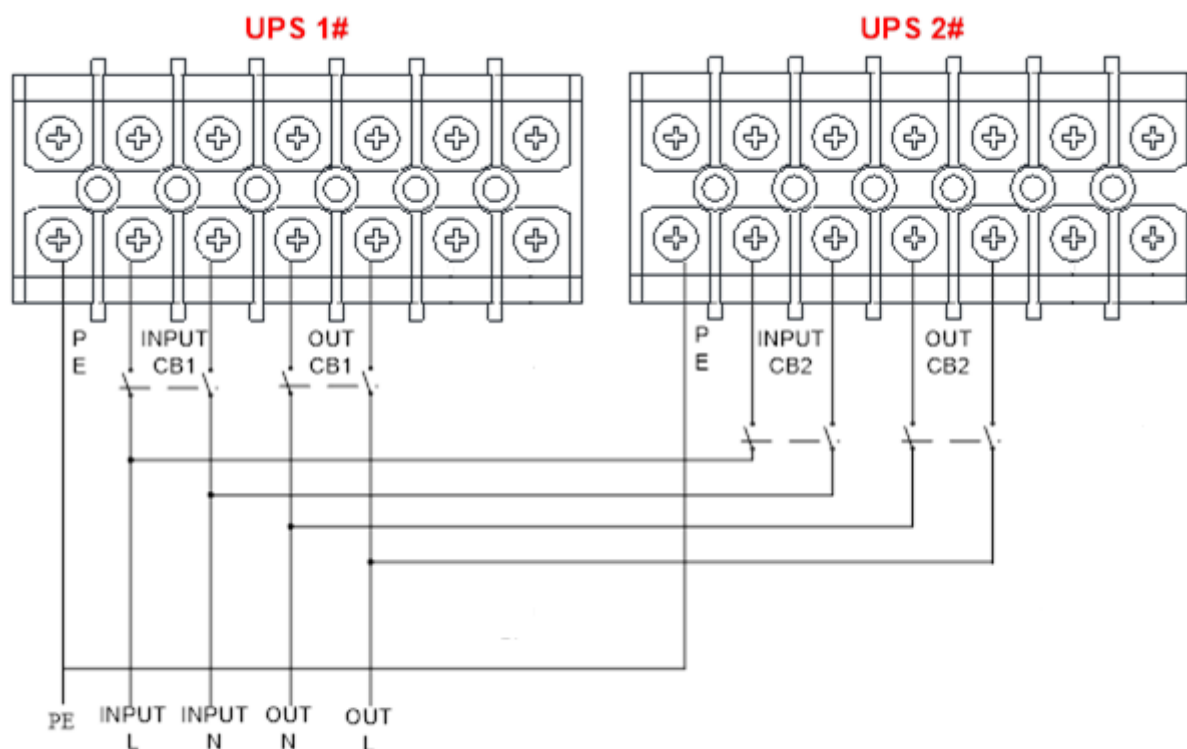 UPS 1#
UPS 2#
P
E
INPUT
CB1
OUT
CB1
P
E
INPUT
CB2
OUT
CB2
PE
INPUT
L
INPUT
N
OUT
N
OUT
L